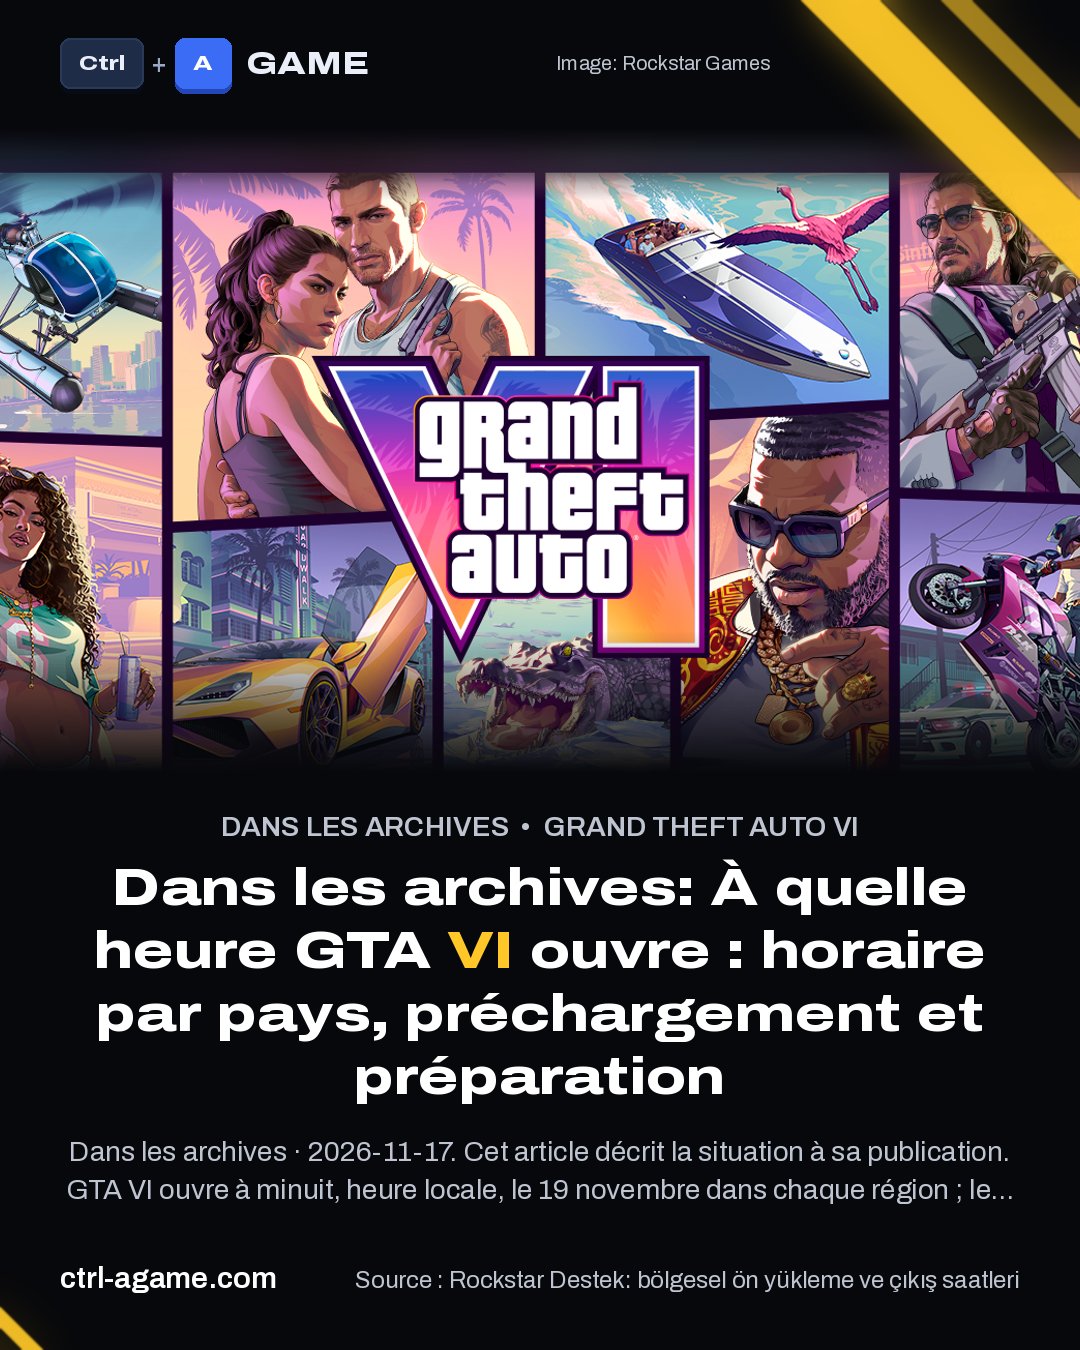 Ctrl + A GAME
Image: Rockstar Games
grand
theft
auto
VI
DANS LES ARCHIVES • GRAND THEFT AUTO VI
Dans les archives: À quelle
heure GTA VI ouvre : horaire
par pays, préchargement et
préparation
Dans les archives · 2026-11-17. Cet article décrit la situation à sa publication.
GTA VI ouvre à minuit, heure locale, le 19 novembre dans chaque région ; le...
ctrl-agame.com
Source : Rockstar Destek: bölgesel ön yükleme ve çıkış saatleri